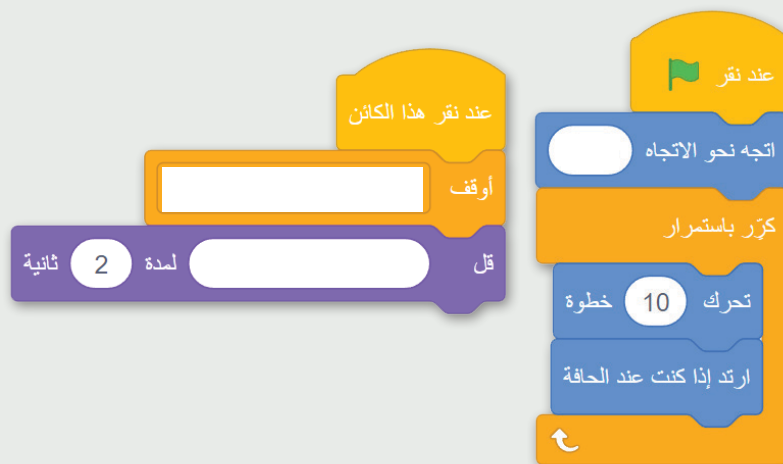 عند نقر
اتجه نحو الاتجاه
كرّر باستمرار
تحرك 10 خطوة
ارتد إذا كنت عند الحافة
عند نقر هذا الكائن
أوقف
قل لمدة 2 ثانية